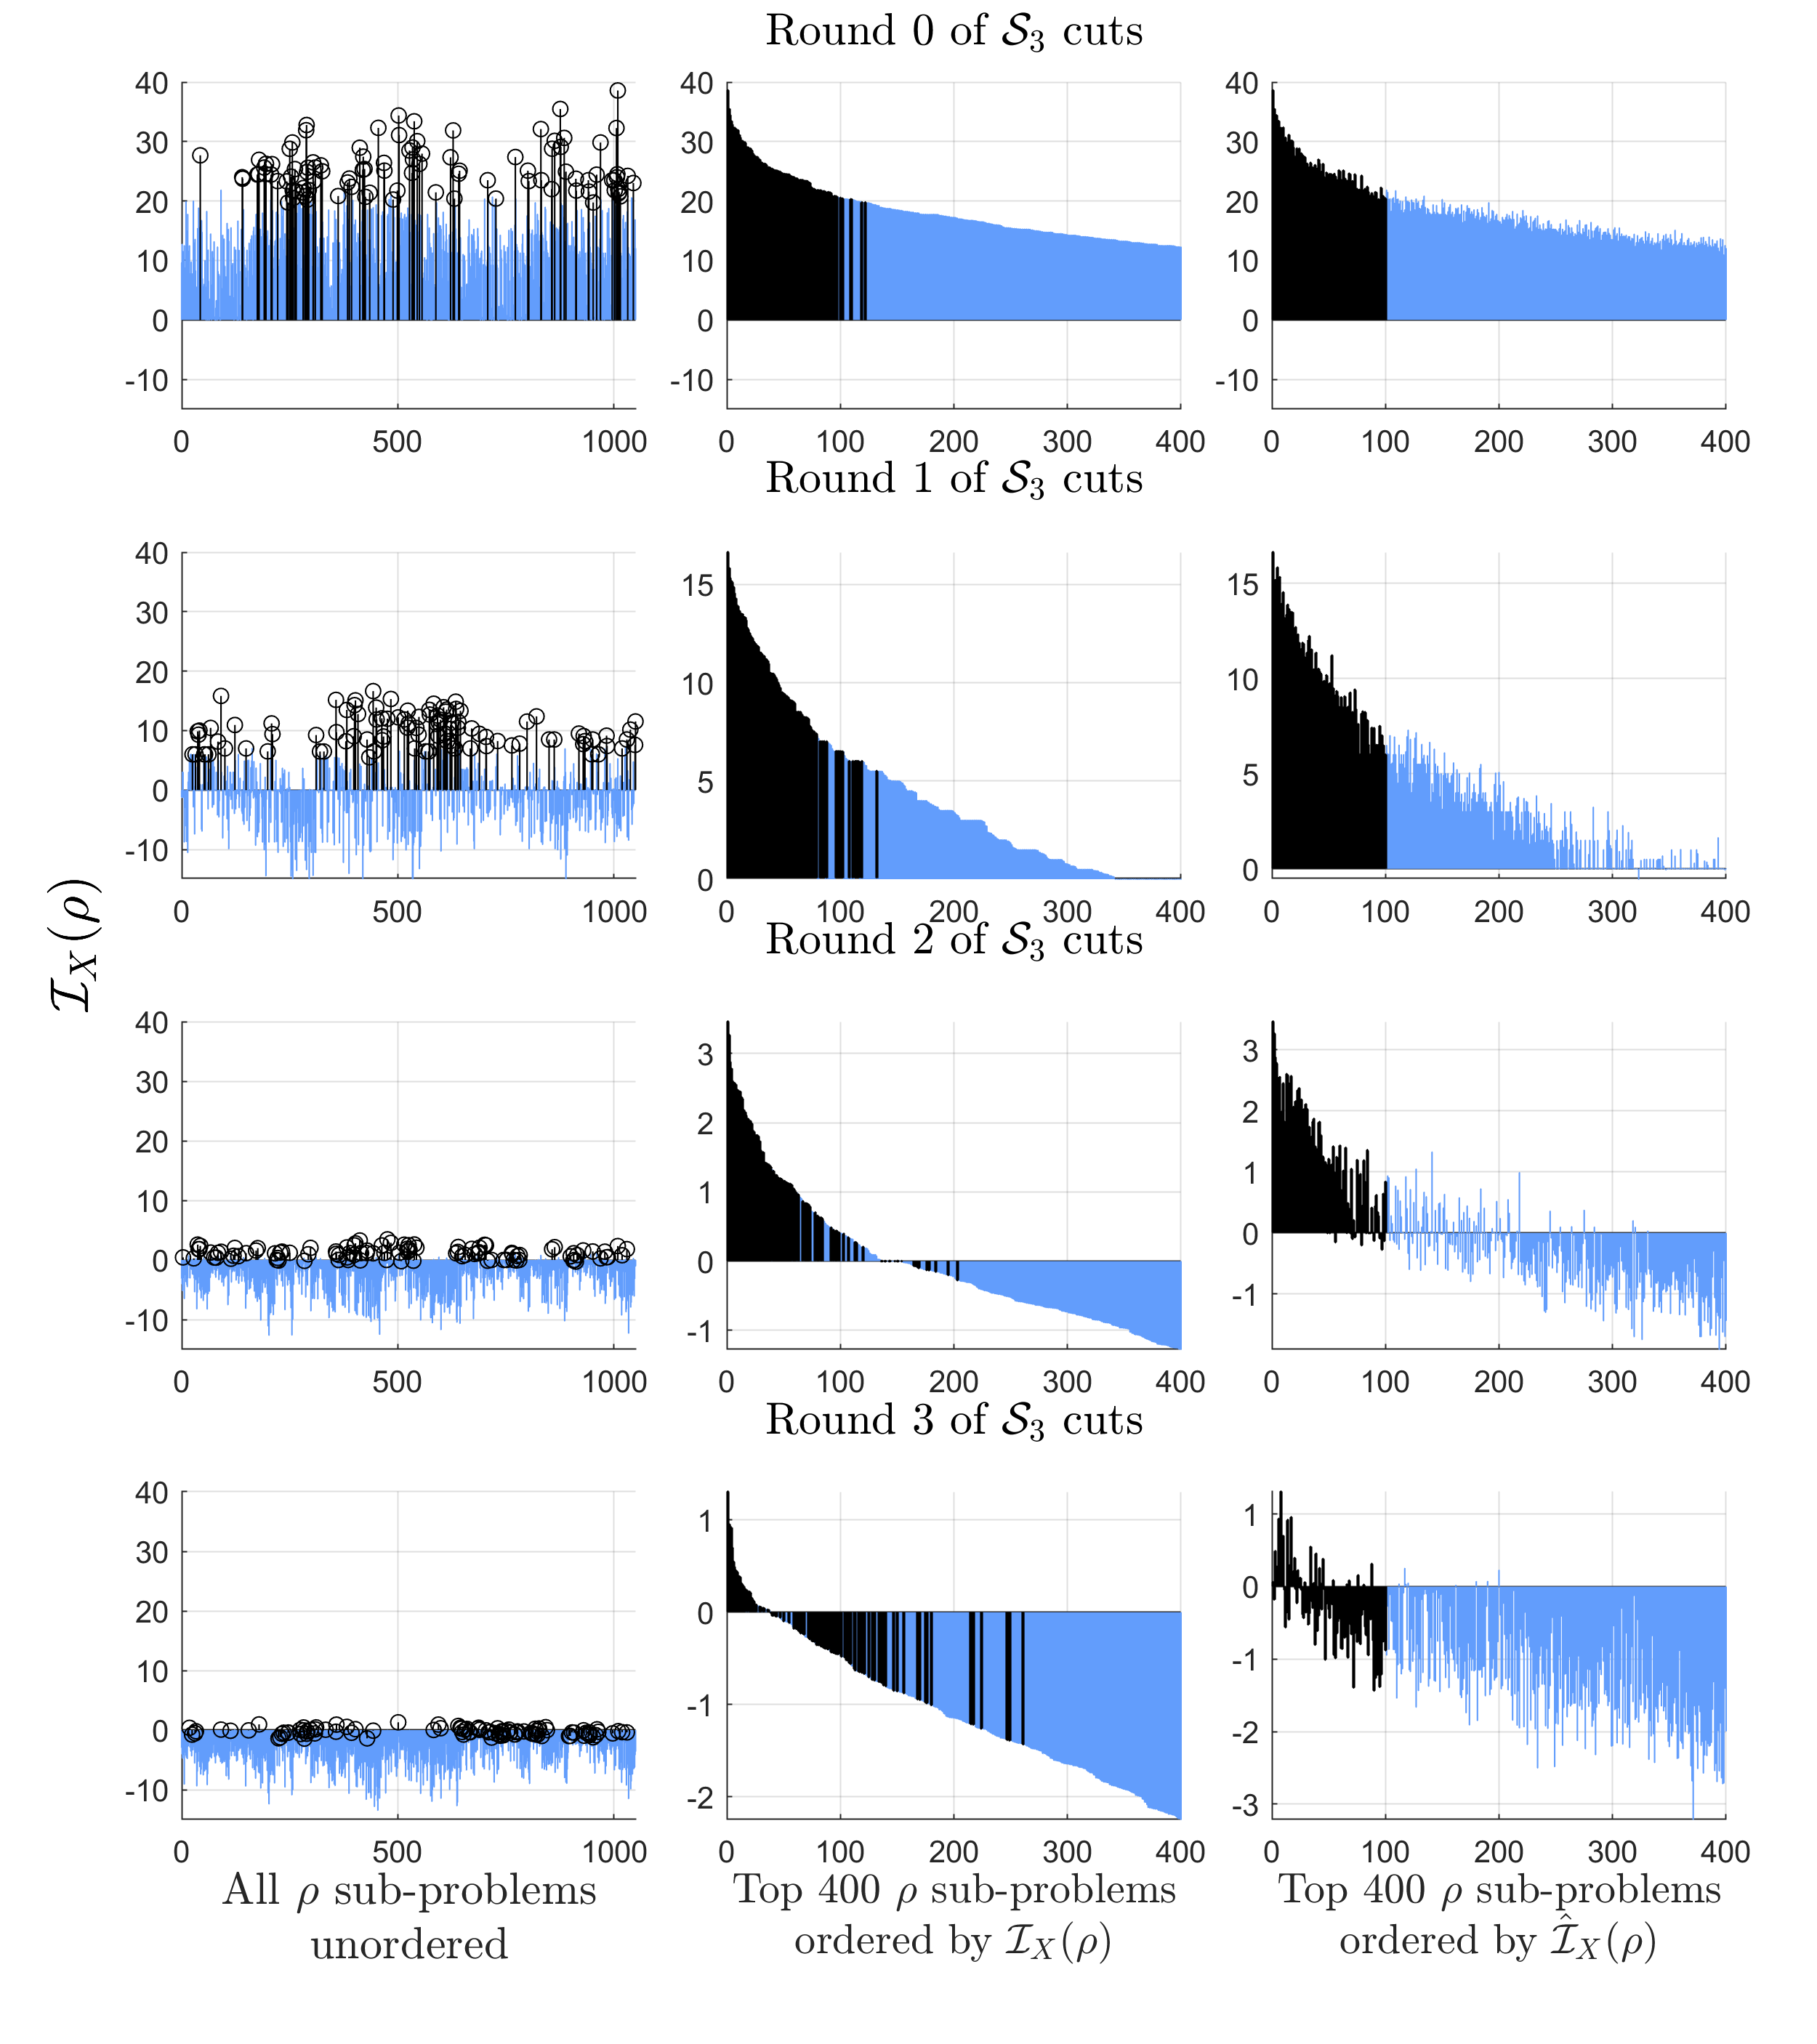 Round 0 of 𝒮₃ cuts
40 40 40
30 30 30
20 20 20
10 10 10
0 0 0
-10 -10 -10
0 500 1000 0 100 200 300 400 0 100 200 300 400
Round 1 of 𝒮₃ cuts
40
30
20
10
0
-10
15
10
5
0
15
10
5
0
0 500 1000 0 100 200 300 400 0 100 200 300 400
ℐ_X(ρ)
Round 2 of 𝒮₃ cuts
40
30
20
10
0
-10
3
2
1
0
-1
3
2
1
0
-1
0 500 1000 0 100 200 300 400 0 100 200 300 400
Round 3 of 𝒮₃ cuts
40
30
20
10
0
-10
1
0
-1
-2
1
0
-1
-2
-3
0 500 1000 0 100 200 300 400 0 100 200 300 400
All ρ sub-problems
unordered
Top 400 ρ sub-problems
ordered by ℐ_X(ρ)
Top 400 ρ sub-problems
ordered by ℐ̂_X(ρ)